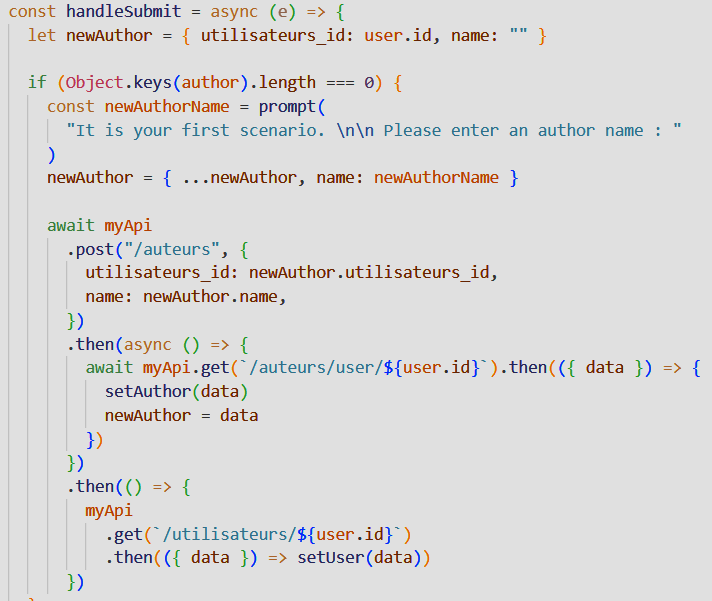 const handleSubmit = async (e) => {
let newAuthor = { utilisateurs_id: user.id, name: "" }
if (Object.keys(author).length === 0) {
const newAuthorName = prompt(
"It is your first scenario. \n\n Please enter an author name : "
)
newAuthor = { ...newAuthor, name: newAuthorName }
await myApi
.post("/auteurs", {
utilisateurs_id: newAuthor.utilisateurs_id,
name: newAuthor.name,
})
.then(async () => {
await myApi.get(`/auteurs/user/${user.id}`).then(({ data }) => {
setAuthor(data)
newAuthor = data
})
})
.then(() => {
myApi
.get(`/utilisateurs/${user.id}`)
.then(({ data }) => setUser(data))
})